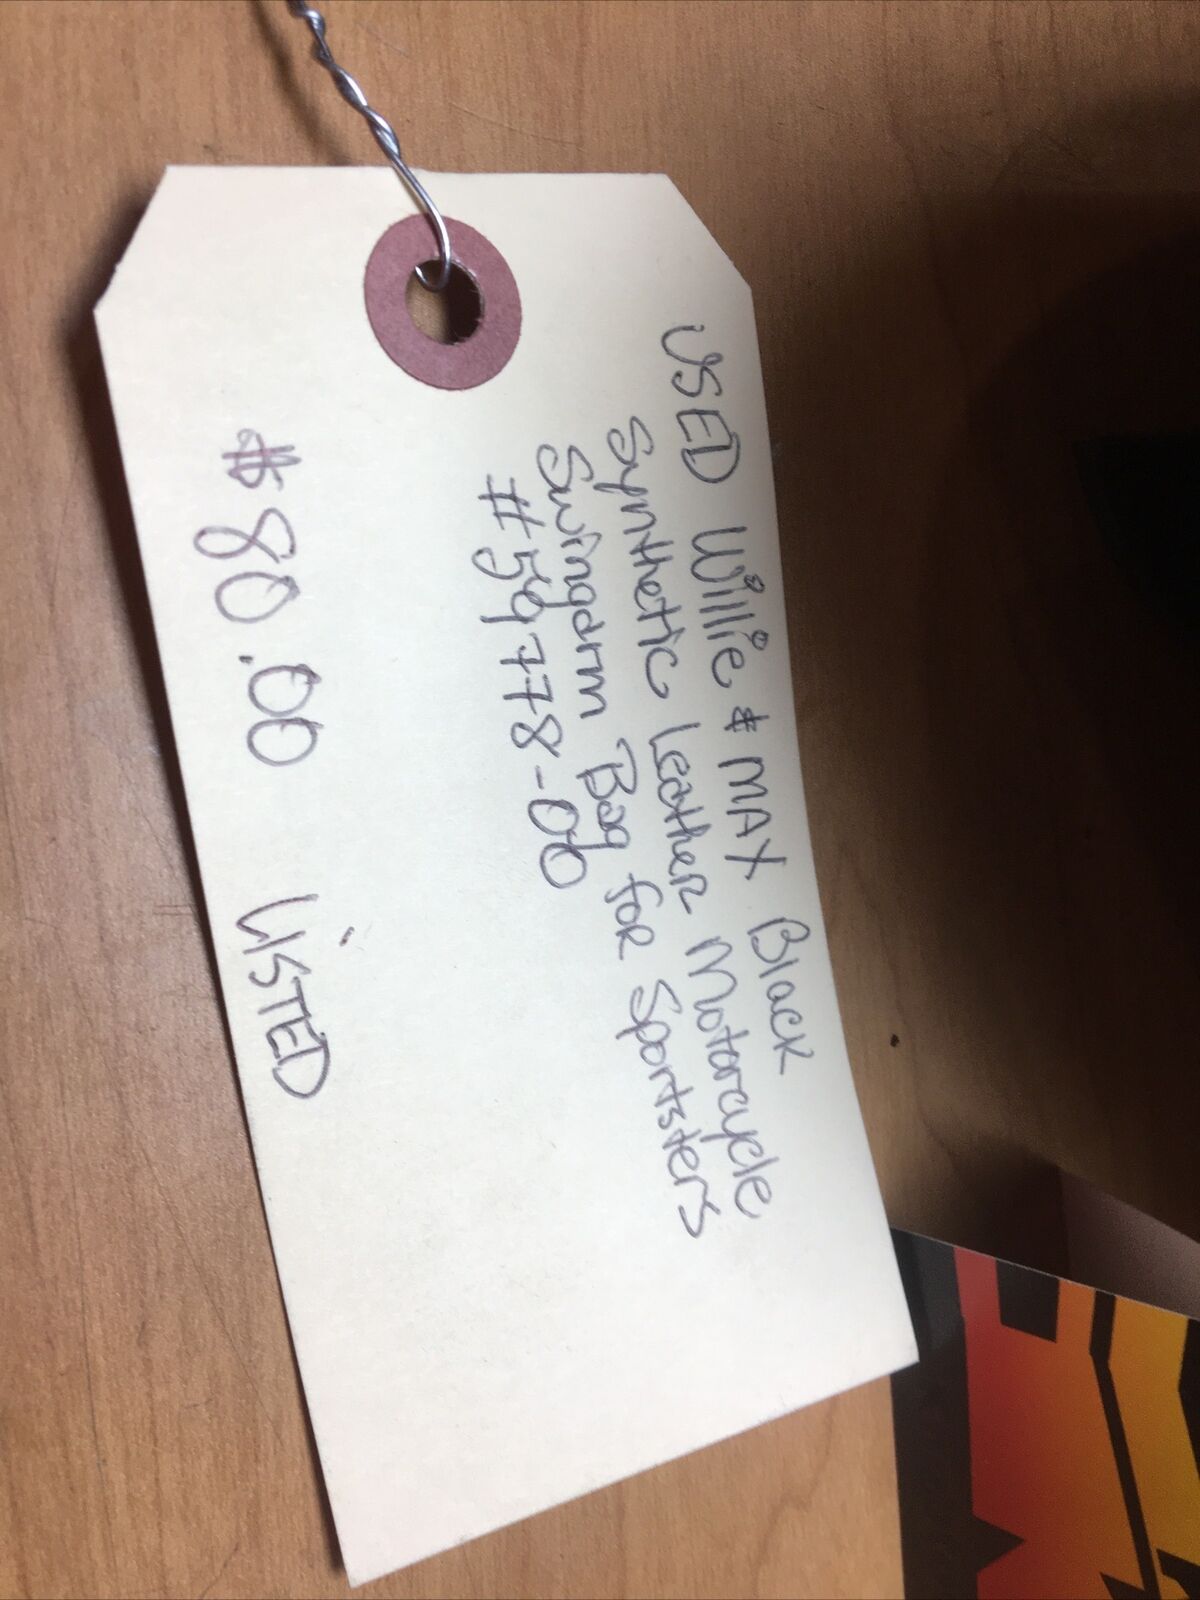 USED Willie & MAX Black
Synthetic Leather Motorcycle
Swingarm Bag for Sportsters
#59778-00
$80.00 LiSTED